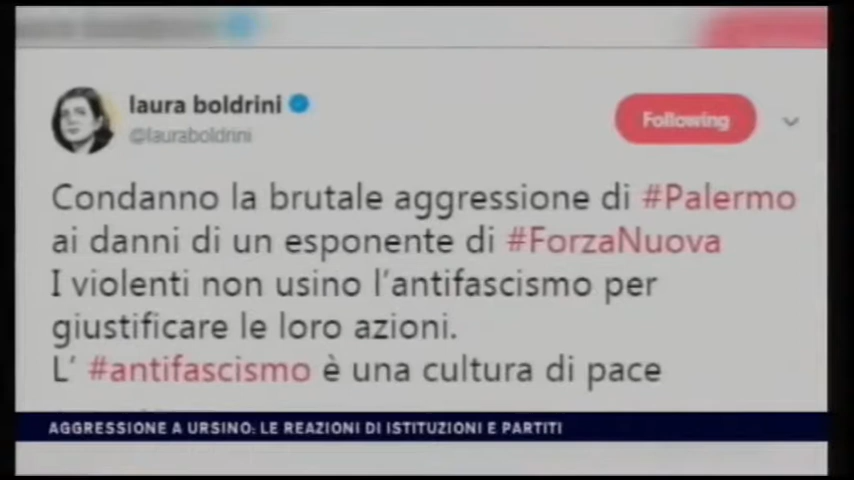 laura boldrini
@lauraboldrini
Following
Condanno la brutale aggressione di #Palermo
ai danni di un esponente di #ForzaNuova
I violenti non usino l'antifascismo per
giustificare le loro azioni.
L' #antifascismo è una cultura di pace
AGGRESSIONE A URSINO: LE REAZIONI DI ISTITUZIONI E PARTITI